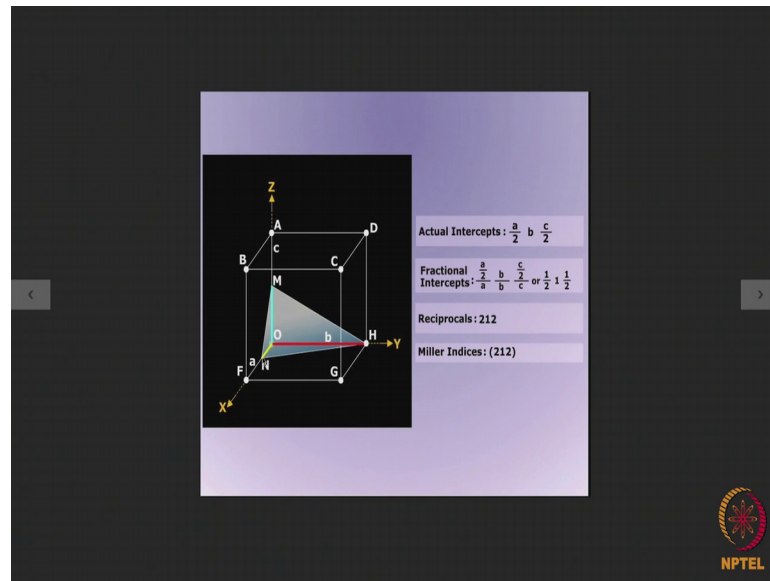 Z
A
D
c
B
C
M
O
b
H
Y
a
N
F
G
X
Actual Intercepts : a/2 b c/2
Fractional Intercepts : (a/2)/a b/b (c/2)/c or 1/2 1 1/2
Reciprocals: 212
Miller Indices: (212)
NPTEL